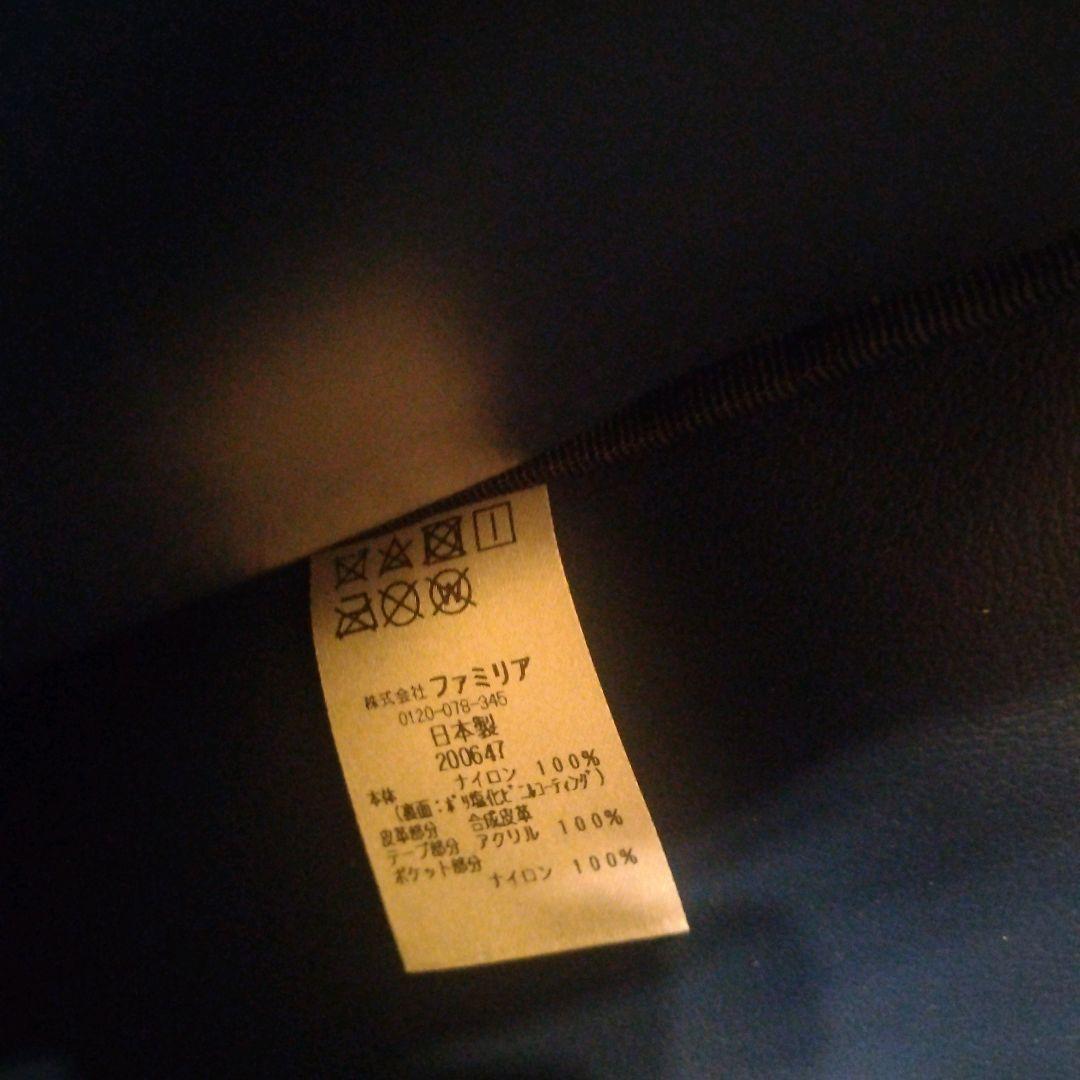 株式会社ファミリア
0120-078-345
日本製
200647
本体 ナイロン 100%
(裏面:ポリ塩化ビニルコーティング)
皮革部分 合成皮革
テープ部分 アクリル 100%
ポケット部分
ナイロン 100%